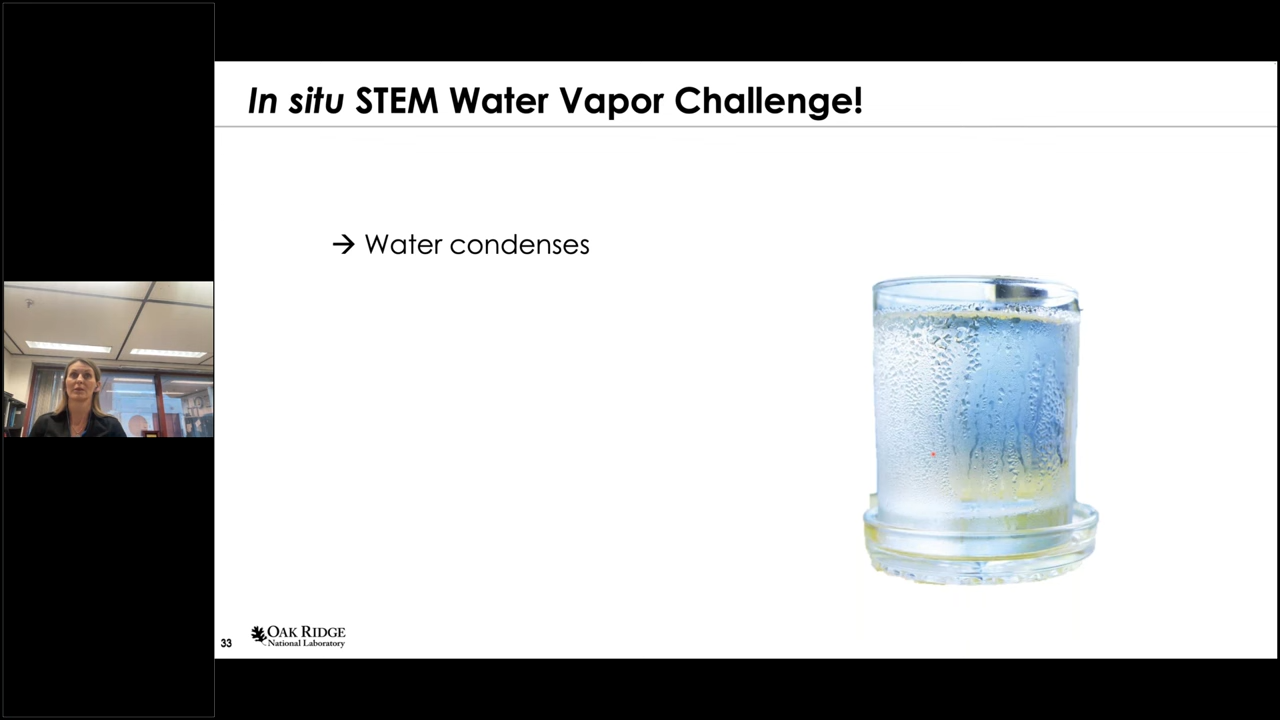 In situ STEM Water Vapor Challenge!
→ Water condenses
33
OAK RIDGE
National Laboratory